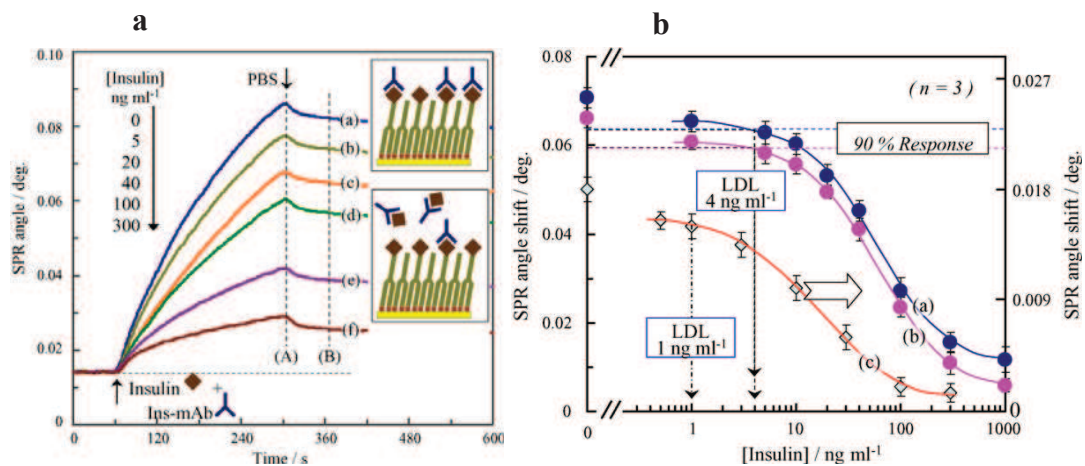 a
b
0.10
0.08
0.06
0.04
0.02
0
SPR angle / deg.
[Insulin]
ng ml-1
0
5
20
40
100
300
PBS
(a)
(b)
(c)
(d)
(e)
(f)
(A)
(B)
Insulin
+
Ins-mAb
0
120
240
360
480
600
Time / s
0.08
0.06
0.04
0.02
0
SPR angle shift / deg.
( n = 3 )
90 % Response
LDL
4 ng ml-1
LDL
1 ng ml-1
(a)
(b)
(c)
0.027
0.018
0.009
0
SPR angle shift / deg.
0
1
10
100
1000
[Insulin] / ng ml-1